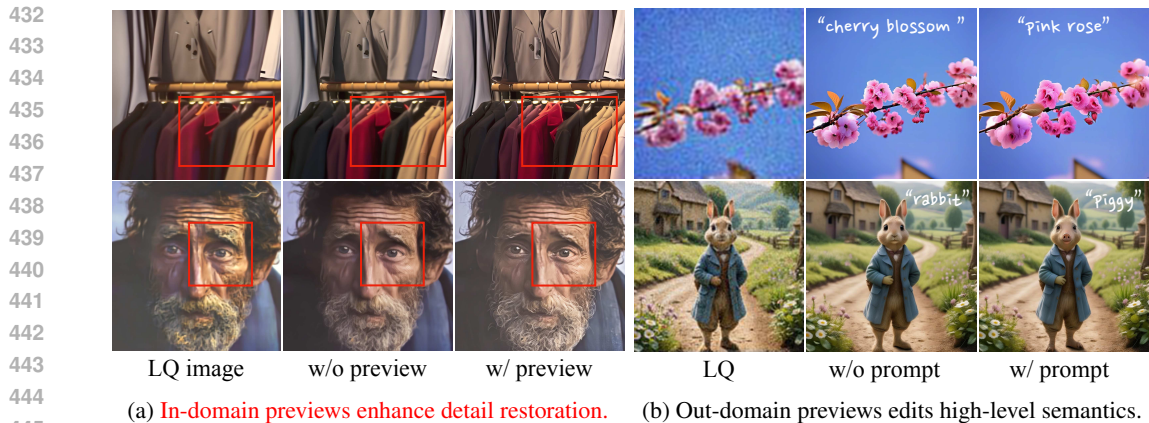 432
433
434
435
436
437
438
439
440
441
442
443
444
"cherry blossom "
"pink rose"
"rabbit"
"Piggy"
LQ image w/o preview w/ preview LQ w/o prompt w/ prompt
(a) In-domain previews enhance detail restoration. (b) Out-domain previews edits high-level semantics.